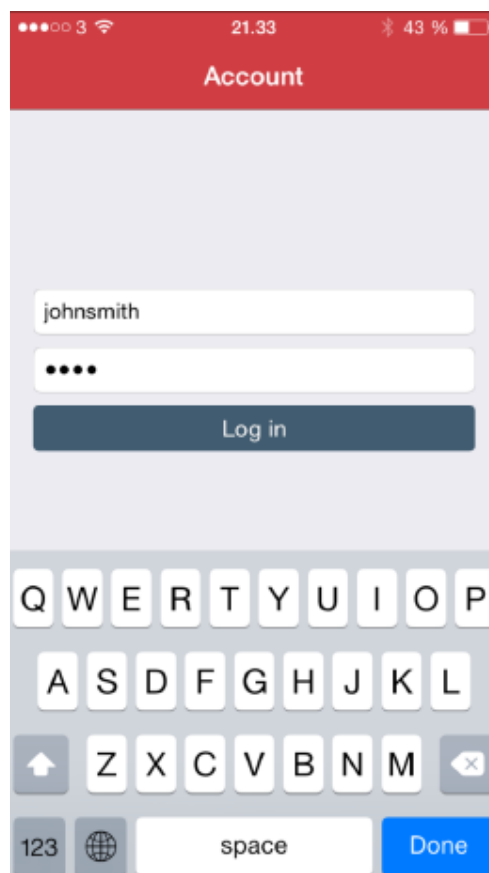 3 21.33 43 %
Account
johnsmith
••••
Log in
Q W E R T Y U I O P
A S D F G H J K L
Z X C V B N M
123 space Done